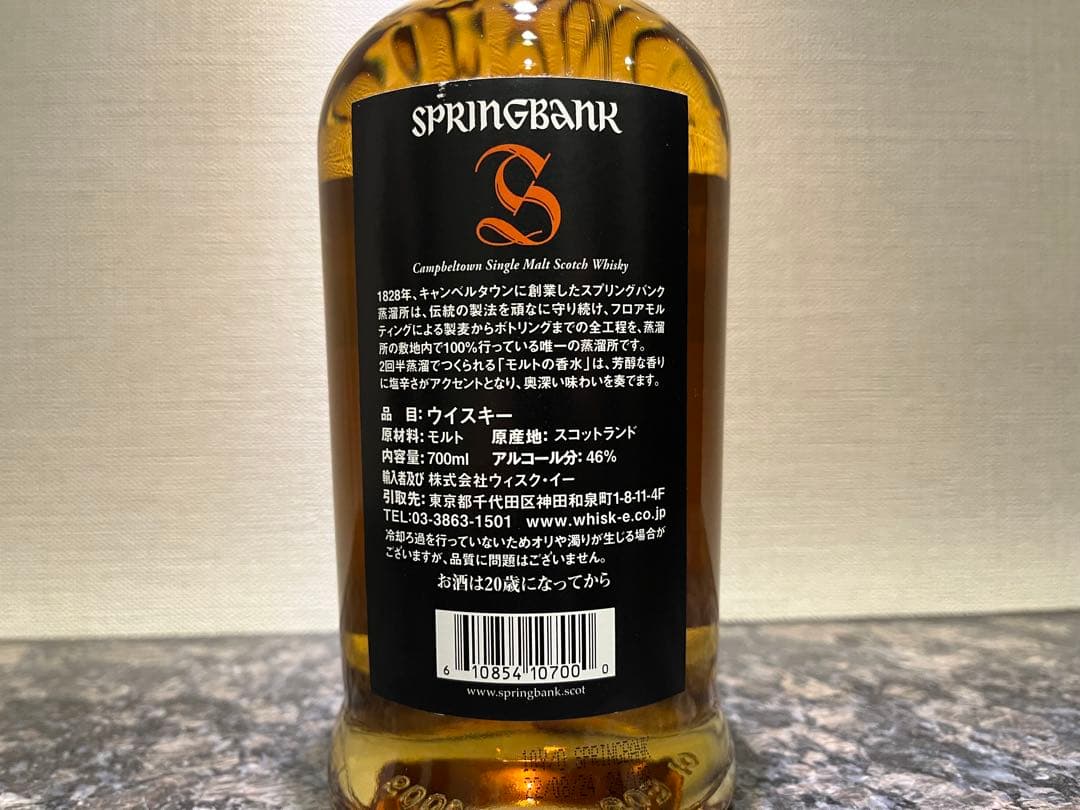 SPRINGBANK
S
Campbeltown Single Malt Scotch Whisky
1828年、キャンベルタウンに創業したスプリングバンク
蒸溜所は、伝統の製法を頑なに守り続け、フロアモル
ティングによる製麦からボトリングまでの全工程を、蒸溜
所の敷地内で100%行っている唯一の蒸溜所です。
2回半蒸溜でつくられる「モルトの香水」は、芳醇な香り
に塩辛さがアクセントとなり、奥深い味わいを奏でます。
品 目:ウイスキー
原材料:モルト 原産地:スコットランド
内容量:700ml アルコール分:46%
輸入者及び 株式会社ウィスク・イー
引取先:東京都千代田区神田和泉町1-8-11-4F
TEL:03-3863-1501 www.whisk-e.co.jp
冷却ろ過を行っていないためオリや濁りが生じる場合が
ございますが、品質に問題はございません。
お酒は20歳になってから
6 10854 10700 0
www.springbank.scot
SPRINGBANK
22/08/24